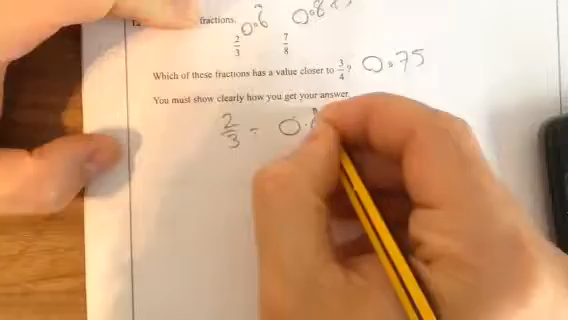 fractions. 0.6̇ 0.875
2/3 7/8
Which of these fractions has a value closer to 3/4? 0.75
You must show clearly how you get your answer.
2/3 = 0.